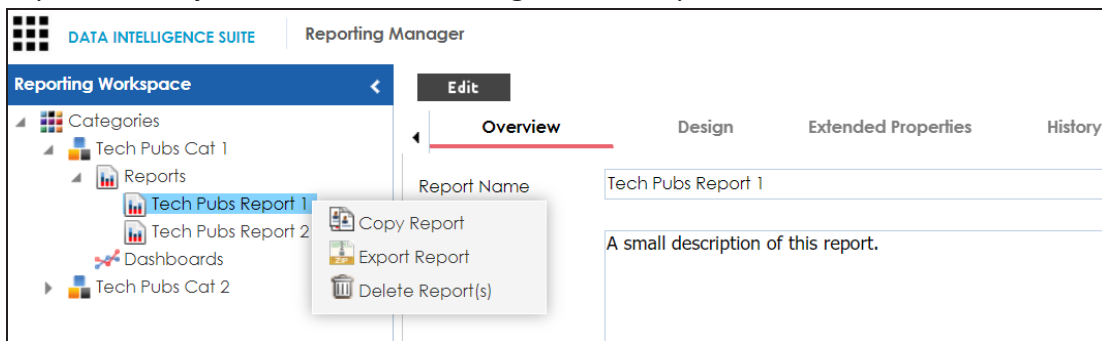 DATA INTELLIGENCE SUITE Reporting Manager
Reporting Workspace
Edit
Categories
Overview Design Extended Properties History
Tech Pubs Cat 1
Reports
Report Name Tech Pubs Report 1
Tech Pubs Report 1
Copy Report
Tech Pubs Report 2
A small description of this report.
Export Report
Dashboards
Tech Pubs Cat 2
Delete Report(s)